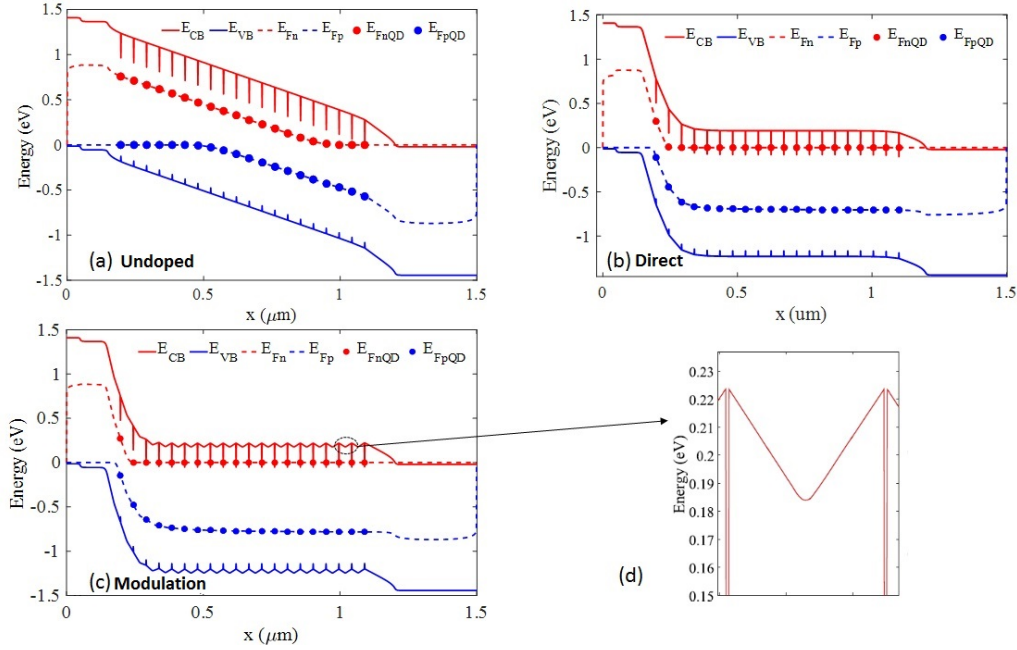 E_CB E_VB E_Fn E_Fp E_FnQD E_FpQD
1.5
1
0.5
0
-0.5
-1
-1.5
Energy (eV)
(a) Undoped
0 0.5 1 1.5
x (μm)
E_CB E_VB E_Fn E_Fp E_FnQD E_FpQD
1.5
1
0.5
0
-0.5
-1
Energy (eV)
(b) Direct
0 0.5 1 1.5
x (um)
E_CB E_VB E_Fn E_Fp E_FnQD E_FpQD
1.5
1
0.5
0
-0.5
-1
-1.5
Energy (eV)
(c) Modulation
0 0.5 1 1.5
x (μm)
0.23
0.22
0.21
0.2
0.19
0.18
0.17
0.16
0.15
Energy (eV)
(d)